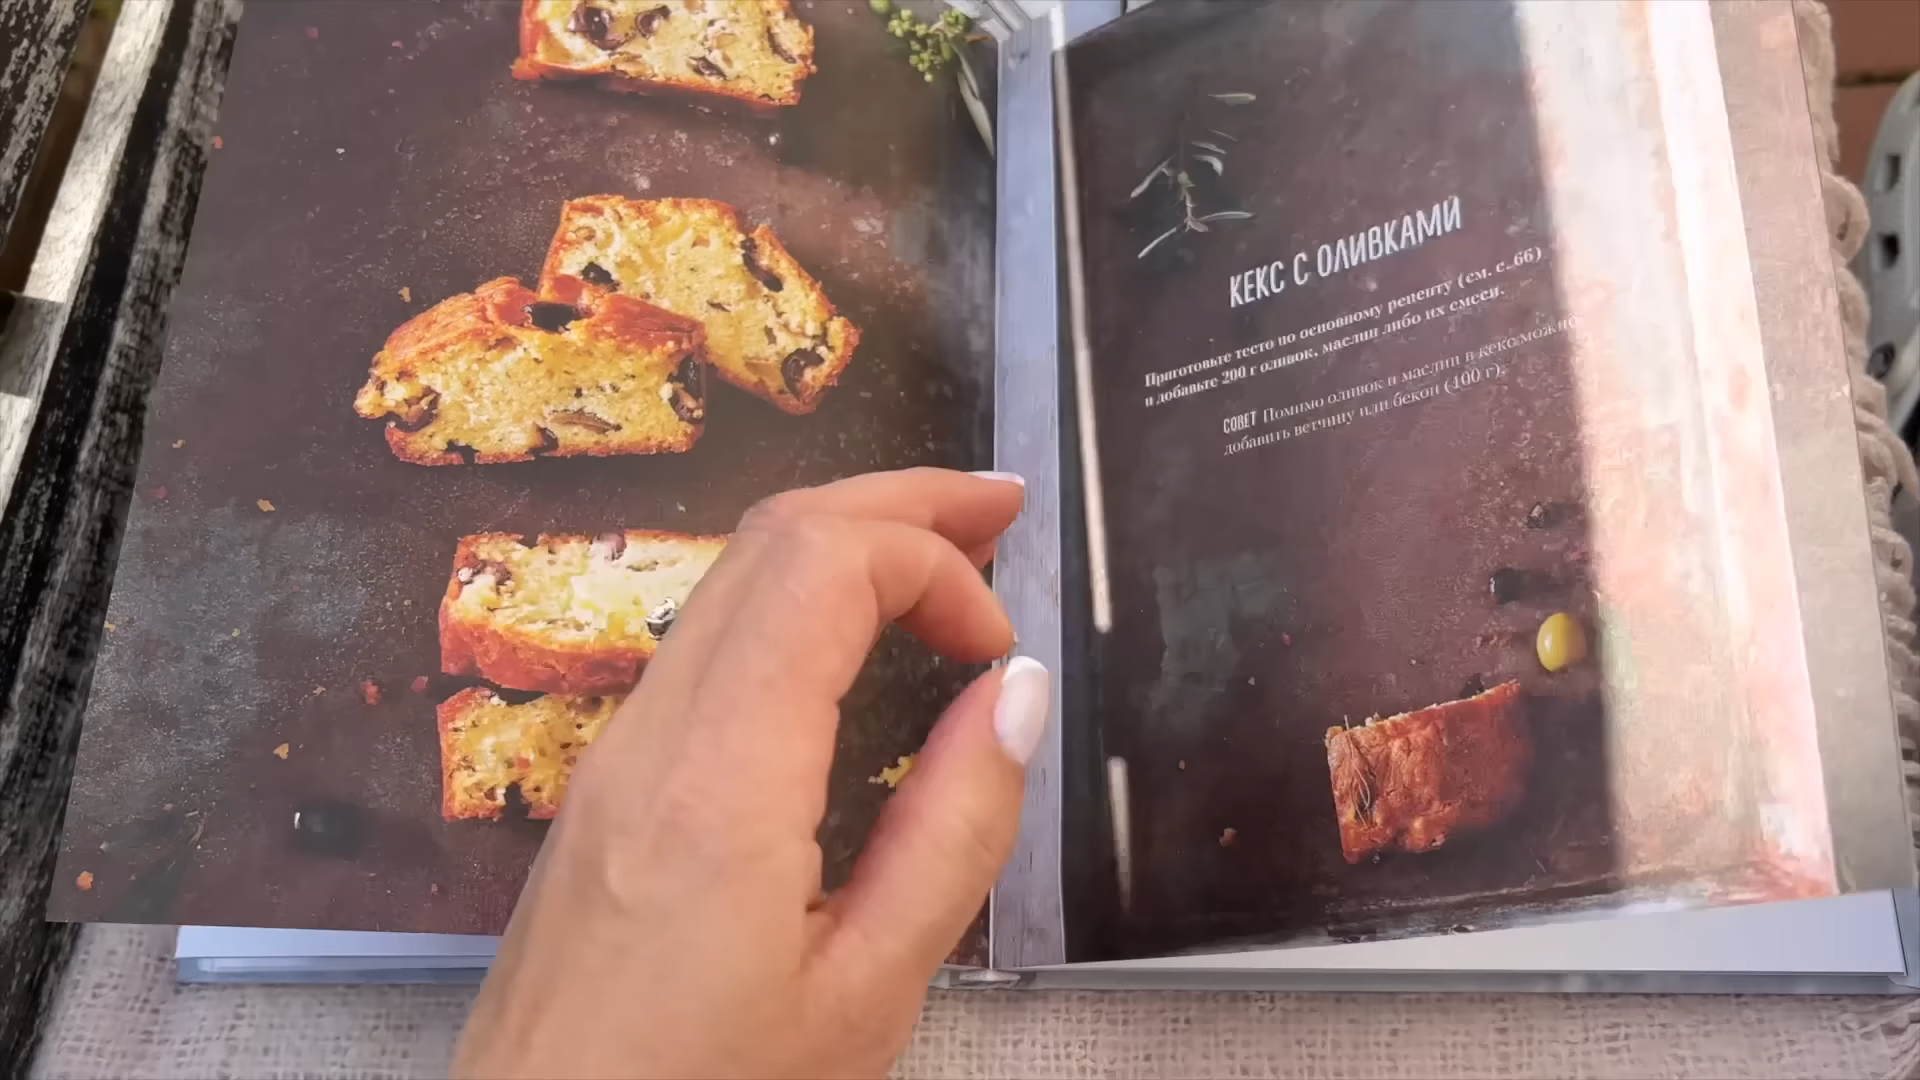 КЕКС С ОЛИВКАМИ
Приготовьте тесто по основному рецепту (см. с. 66)
и добавьте 200 г оливок, маслин либо их смеси.
СОВЕТ Помимо оливок и маслин в кекс можно
добавить ветчину или бекон (100 г).